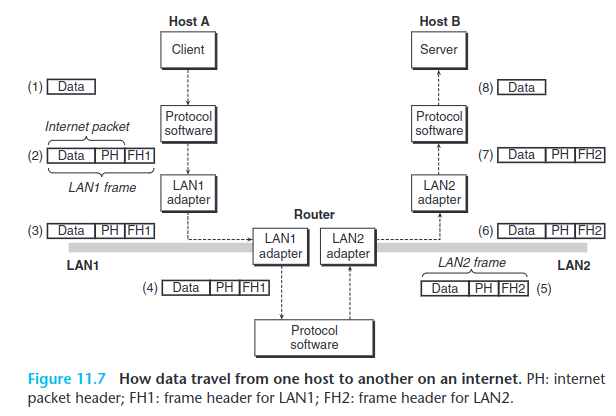 Host A
Host B
Client
Server
(1) Data
(8) Data
Protocol
software
Protocol
software
Internet packet
(2) Data PH FH1
(7) Data PH FH2
LAN1 frame
LAN1
adapter
LAN2
adapter
Router
(3) Data PH FH1
(6) Data PH FH2
LAN1
adapter
LAN2
adapter
LAN1
LAN2 frame
LAN2
(4) Data PH FH1
Data PH FH2 (5)
Protocol
software
Figure 11.7 How data travel from one host to another on an internet. PH: internet
packet header; FH1: frame header for LAN1; FH2: frame header for LAN2.